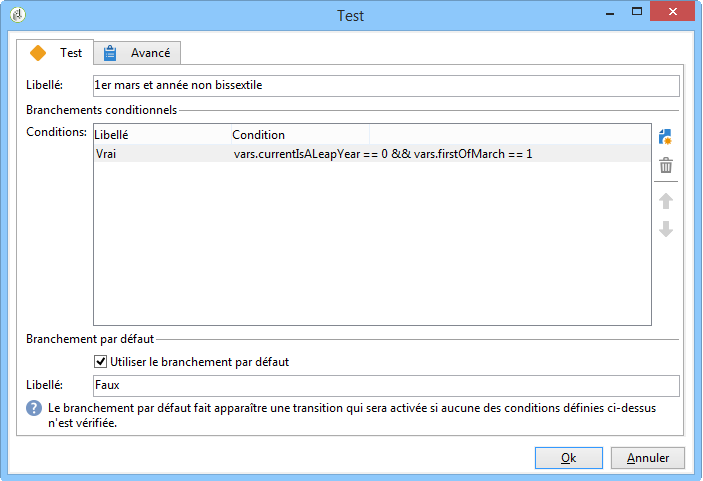 Test
Test
Avancé
Libellé:
1er mars et année non bissextile
Branchements conditionnels
Conditions:
Libellé
Condition
Vrai
vars.currentIsALeapYear == 0 && vars.firstOfMarch == 1
Branchement par défaut
Utiliser le branchement par défaut
Libellé:
Faux
Le branchement par défaut fait apparaître une transition qui sera activée si aucune des conditions définies ci-dessus
n'est vérifiée.
Ok
Annuler